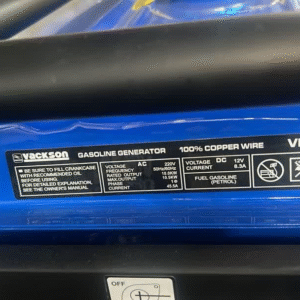 yackson GASOLINE GENERATOR 100% COPPER WIRE
BE SURE TO FILL CRANKCASE
WITH RECOMMENDED OIL
BEFORE USING.
FOR DETAILED EXPLANATION,
SEE THE OWNER'S MANUAL.
AC
VOLTAGE 220V
FREQUENCY
RATED OUTPUT
MAX.OUTPUT
PHASE
CURRENT
VOLTAGE DC 12V
CURRENT 8.3A
FUEL GASOLINE
(PETROL)
OFF